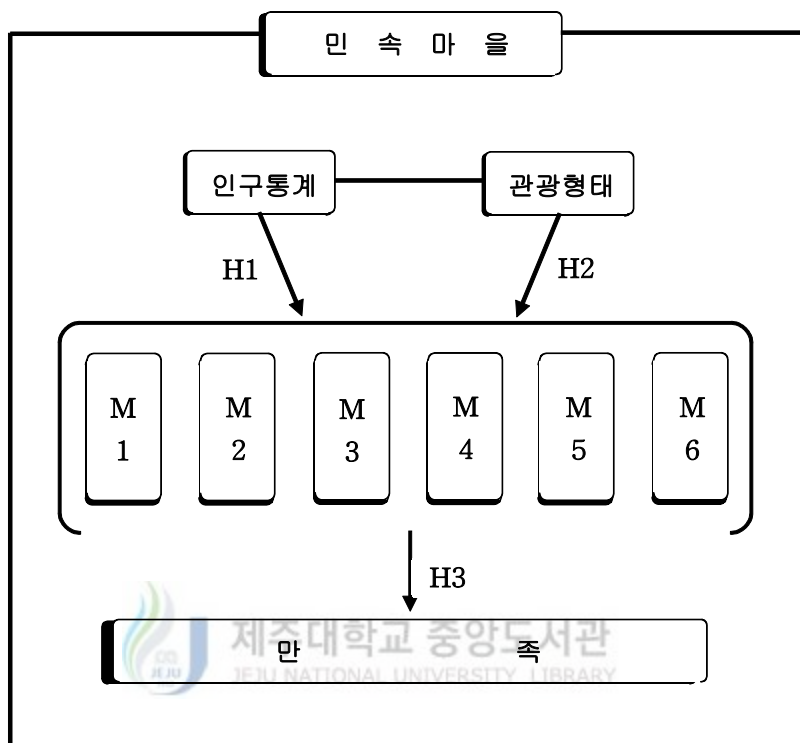 민 속 마 을
인구통계 관광형태
H1 H2
M M M M M M
1 2 3 4 5 6
H3
만 족
제주대학교 중앙도서관
JEJU NATIONAL UNIVERSITY LIBRARY
JEJU